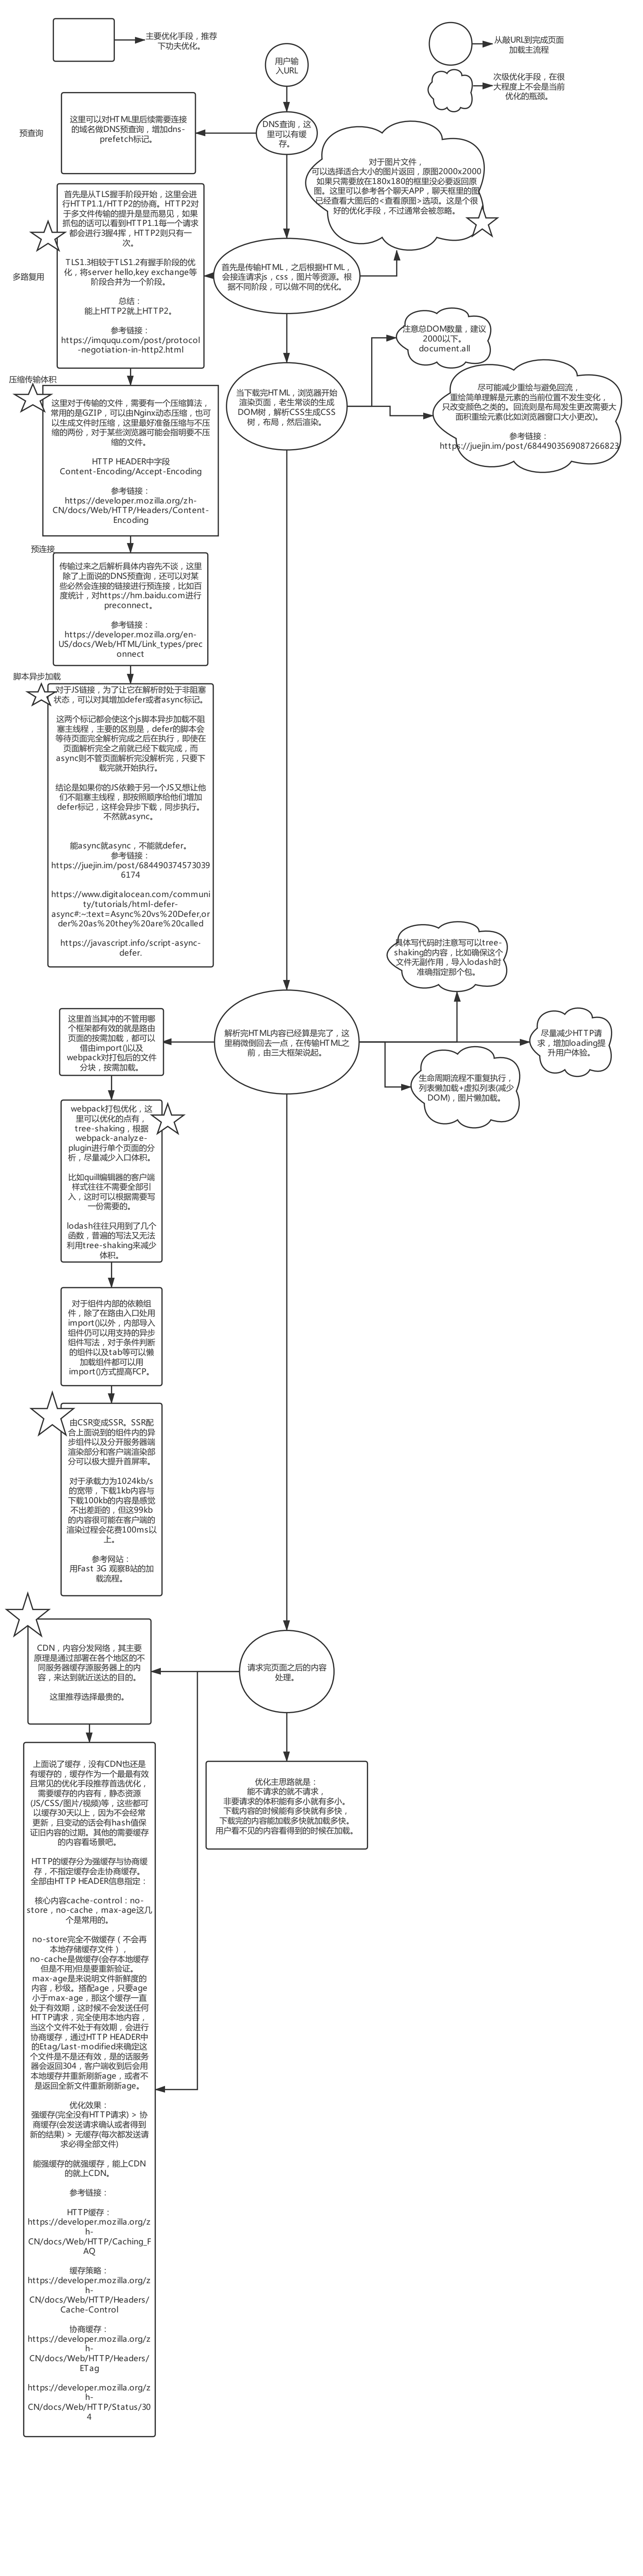 主要优化手段，推荐
下功夫优化。
从敲URL到完成页面
加载主流程
用户输
入URL
次级优化手段，在很
大程度上不会是当前
优化的瓶颈。
预查询
这里可以对HTML里后续需要连接
的域名做DNS预查询，增加dns-
prefetch标记。
DNS查询，这
里可以有缓
存。
对于图片文件，
可以选择适合大小的图片返回，原图2000x2000
如果只需要放在180x180的框里没必要返回原
图。这里可以参考各个聊天APP，聊天框里的图
已经查看大图后的<查看原图>选项。这是个很
好的优化手段，不过通常会被忽略。
多路复用
首先是从TLS握手阶段开始，这里会进
行HTTP1.1/HTTP2的协商。HTTP2对
于多文件传输的提升是显而易见，如果
抓包的话可以看到HTTP1.1每一个请求
都会进行3握4库，HTTP2则只有一
次。
TLS1.3相较于TLS1.2有握手阶段的优
化，将server hello,key exchange等
阶段合并为一个阶段。
总结：
能上HTTP2就上HTTP2。
参考链接：
https://imququ.com/post/protocol
-negotiation-in-http2.html
首先是传输HTML，之后根据HTML，
会接连请求js，css，图片等资源。根
据不同阶段，可以做不同的优化。
注意总DOM数量，建议
2000以下。
document.all
当下载完HTML，浏览器开始
渲染页面，老生常谈的生成
DOM树，解析CSS生成CSS
树，布局，然后渲染。
尽可能减少重绘与避免回流，
重绘简单理解是元素的当前位置不发生变化，
只改变颜色之类的。回流则是布局发生更改需要大
面积重绘元素(比如浏览器窗口大小更改)。
参考链接：
https://juejin.im/post/6844903569087266823
压缩传输体积
这里对于传输的文件，需要有一个压缩算法，
常用的是GZIP，可以由Nginx动态压缩，也可
以生成文件时压缩，这里最好准备压缩与不压
缩的两份，对于某些浏览器可能会指明要不压
缩的文件。
HTTP HEADER中字段
Content-Encoding/Accept-Encoding
参考链接：
https://developer.mozilla.org/zh-
CN/docs/Web/HTTP/Headers/Content-
Encoding
预连接
传输过来之后解析具体内容先不谈，这里
除了上面说的DNS预查询，还可以对某
些必然会连接的链接进行预连接，比如百
度统计，对https://hm.baidu.com进行
preconnect。
参考链接：
https://developer.mozilla.org/en-
US/docs/Web/HTML/Link_types/prec
onnect
脚本异步加载
对于JS链接，为了让它在解析时处于非阻塞
状态，可以对其增加defer或者async标记。
这两个标记都会使这个js脚本异步加载不阻
塞主线程，主要的区别是，defer的脚本会
等待页面完全解析完成之后在执行，即使在
页面解析完全之前就已经下载完成，而
async则不管页面解析完没解析完，只要下
载完就开始执行。
结论是如果你的JS依赖于另一个JS又想让他
们不阻塞主线程，那按照顺序给他们增加
defer标记，这样会异步下载，同步执行。
不然就async。
能async就async，不能就defer。
参考链接：
https://juejin.im/post/684490374573039
6174
https://www.digitalocean.com/communi
ty/tutorials/html-defer-
async#:~:text=Async%20vs%20Defer,or
der%20as%20they%20are%20called
https://javascript.info/script-async-
defer.
具体写代码时注意写可以tree-
shaking的内容，比如确保这个
文件无副作用，导入lodash时
准确指定那个包。
这里首当其冲的不管用哪
个框架都有效的就是路由
页面的按需加载，都可以
借由import()以及
webpack对打包后的文件
分块，按需加载。
解析完HTML内容已经算是完了，这
里稍微倒回去一点，在传输HTML之
前，由三大框架说起。
尽量减少HTTP请
求，增加loading提
升用户体验。
生命周期流程不重复执行，
列表懒加载+虚拟列表(减少
DOM)，图片懒加载。
webpack打包优化，这
里可以优化的点有，
tree-shaking，根据
webpack-analyze-
plugin进行单个页面的分
析，尽量减少入口体积。
比如quill编辑器的客户端
样式往往不需要全部引
入，这时可以根据需要写
一份需要的。
lodash往往只用到了几个
函数，普遍的写法又无法
利用tree-shaking来减少
体积。
对于组件内部的依赖组
件，除了在路由入口处用
import()以外，内部导入
组件仍可以用支持的异步
组件写法，对于条件判断
的组件以及tab等可以懒
加载组件都可以用
import()方式提高FCP。
由CSR变成SSR。SSR配
合上面说到的组件内的异
步组件以及分开服务器端
渲染部分和客户端渲染部
分可以极大提升首屏率。
对于承载力为1024kb/s
的宽带，下载1kb内容与
下载100kb的内容是感觉
不出差距的，但这99kb
的内容很可能在客户端的
渲染过程会花费100ms以
上。
参考网站：
用Fast 3G 观察B站的加
载流程。
CDN，内容分发网络，其主要
原理是通过部署在各个地区的不
同服务器缓存源服务器上的内
容，来达到就近送达的目的。
这里推荐选择最贵的。
请求完页面之后的内容
处理。
优化主思路就是：
能不请求的就不请求，
非要请求的体积能有多小就有多小。
下载内容的时候能有多快就有多快，
下载完的内容能加载多快就加载多快。
用户看不见的内容看得到的时候在加载。
上面说了缓存，没有CDN也还是
有缓存的，缓存作为一个最最有效
且常见的优化手段推荐首选优化，
需要缓存的内容有，静态资源
(JS/CSS/图片/视频)等，这些都可
以缓存30天以上，因为不会经常
更新，且变动的话会有hash值保
证旧内容的过期。其他的需要缓存
的内容看场景吧。
HTTP的缓存分为强缓存与协商缓
存，不指定缓存会走协商缓存。
全部由HTTP HEADER信息指定：
核心内容cache-control：no-
store，no-cache，max-age这几
个是常用的。
no-store完全不做缓存（不会再
本地存储缓存文件），
no-cache是做缓存(会存本地缓存
但是不用)但是要重新验证。
max-age是来说明文件新鲜度的
内容，秒级。搭配age，只要age
小于max-age，那这个缓存一直
处于有效期，这时候不会发送任何
HTTP请求，完全使用本地内容，
当这个文件不处于有效期，会进行
协商缓存，通过HTTP HEADER中
的Etag/Last-modified来确定这
个文件是不是还有效，是的话服务
器会返回304，客户端收到后会用
本地缓存并重新刷新age，或者不
是返回全新文件重新刷新age。
优化效果：
强缓存(完全没有HTTP请求) > 协
商缓存(会发送请求确认或者得到
新的结果) > 无缓存(每次都发送请
求必得全部文件)
能强缓存的就强缓存，能上CDN
的就上CDN。
参考链接：
HTTP缓存：
https://developer.mozilla.org/z
h-
CN/docs/Web/HTTP/Caching_F
AQ
缓存策略：
https://developer.mozilla.org/z
h-
CN/docs/Web/HTTP/Headers/
Cache-Control
协商缓存：
https://developer.mozilla.org/z
h-
CN/docs/Web/HTTP/Headers/
ETag
https://developer.mozilla.org/z
h-
CN/docs/Web/HTTP/Status/30
4